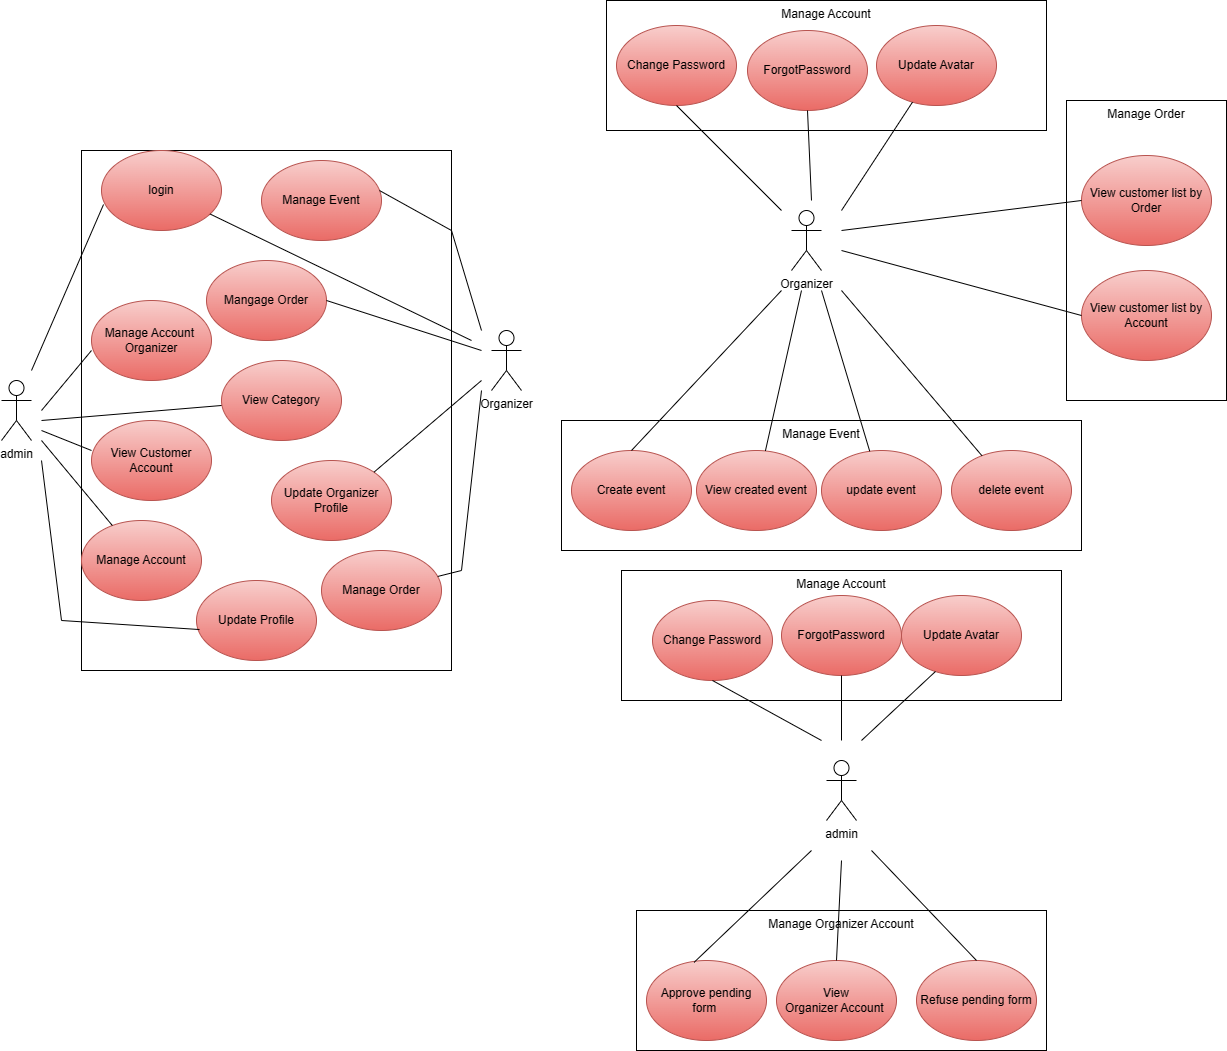 login
Manage Event
Mangage Order
Manage Account
Organizer
View Category
View Customer
Account
Update Organizer
Profile
Manage Account
Manage Order
Update Profile
admin
Organizer
Manage Account
Change Password
ForgotPassword
Update Avatar
Organizer
Manage Order
View customer list by
Order
View customer list by
Account
Manage Event
Create event
View created event
update event
delete event
Manage Account
Change Password
ForgotPassword
Update Avatar
admin
Manage Organizer Account
Approve pending
form
View
Organizer Account
Refuse pending form